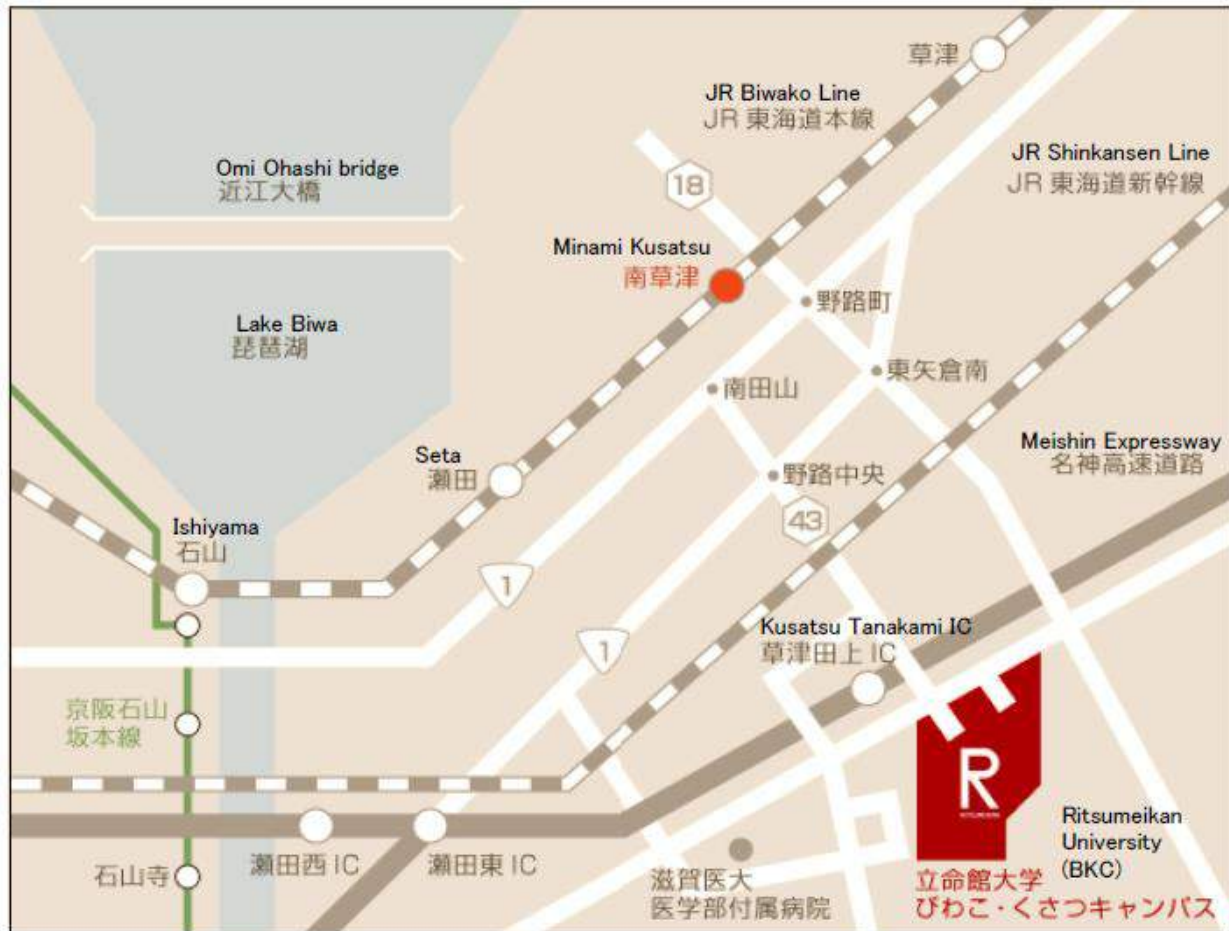 草津
JR Biwako Line
JR 東海道本線
JR Shinkansen Line
JR 東海道新幹線
Omi Ohashi bridge
近江大橋
18
Minami Kusatsu
南草津
野路町
Lake Biwa
琵琶湖
東矢倉南
南田山
Meishin Expressway
名神高速道路
Seta
瀬田
野路中央
43
Ishiyama
石山
1
1
Kusatsu Tanakami IC
草津田上 IC
京阪石山
坂本線
R
Ritsumeikan
University
(BKC)
瀬田西 IC
瀬田東 IC
石山寺
滋賀医大
医学部付属病院
立命館大学
びわこ・くさつキャンパス